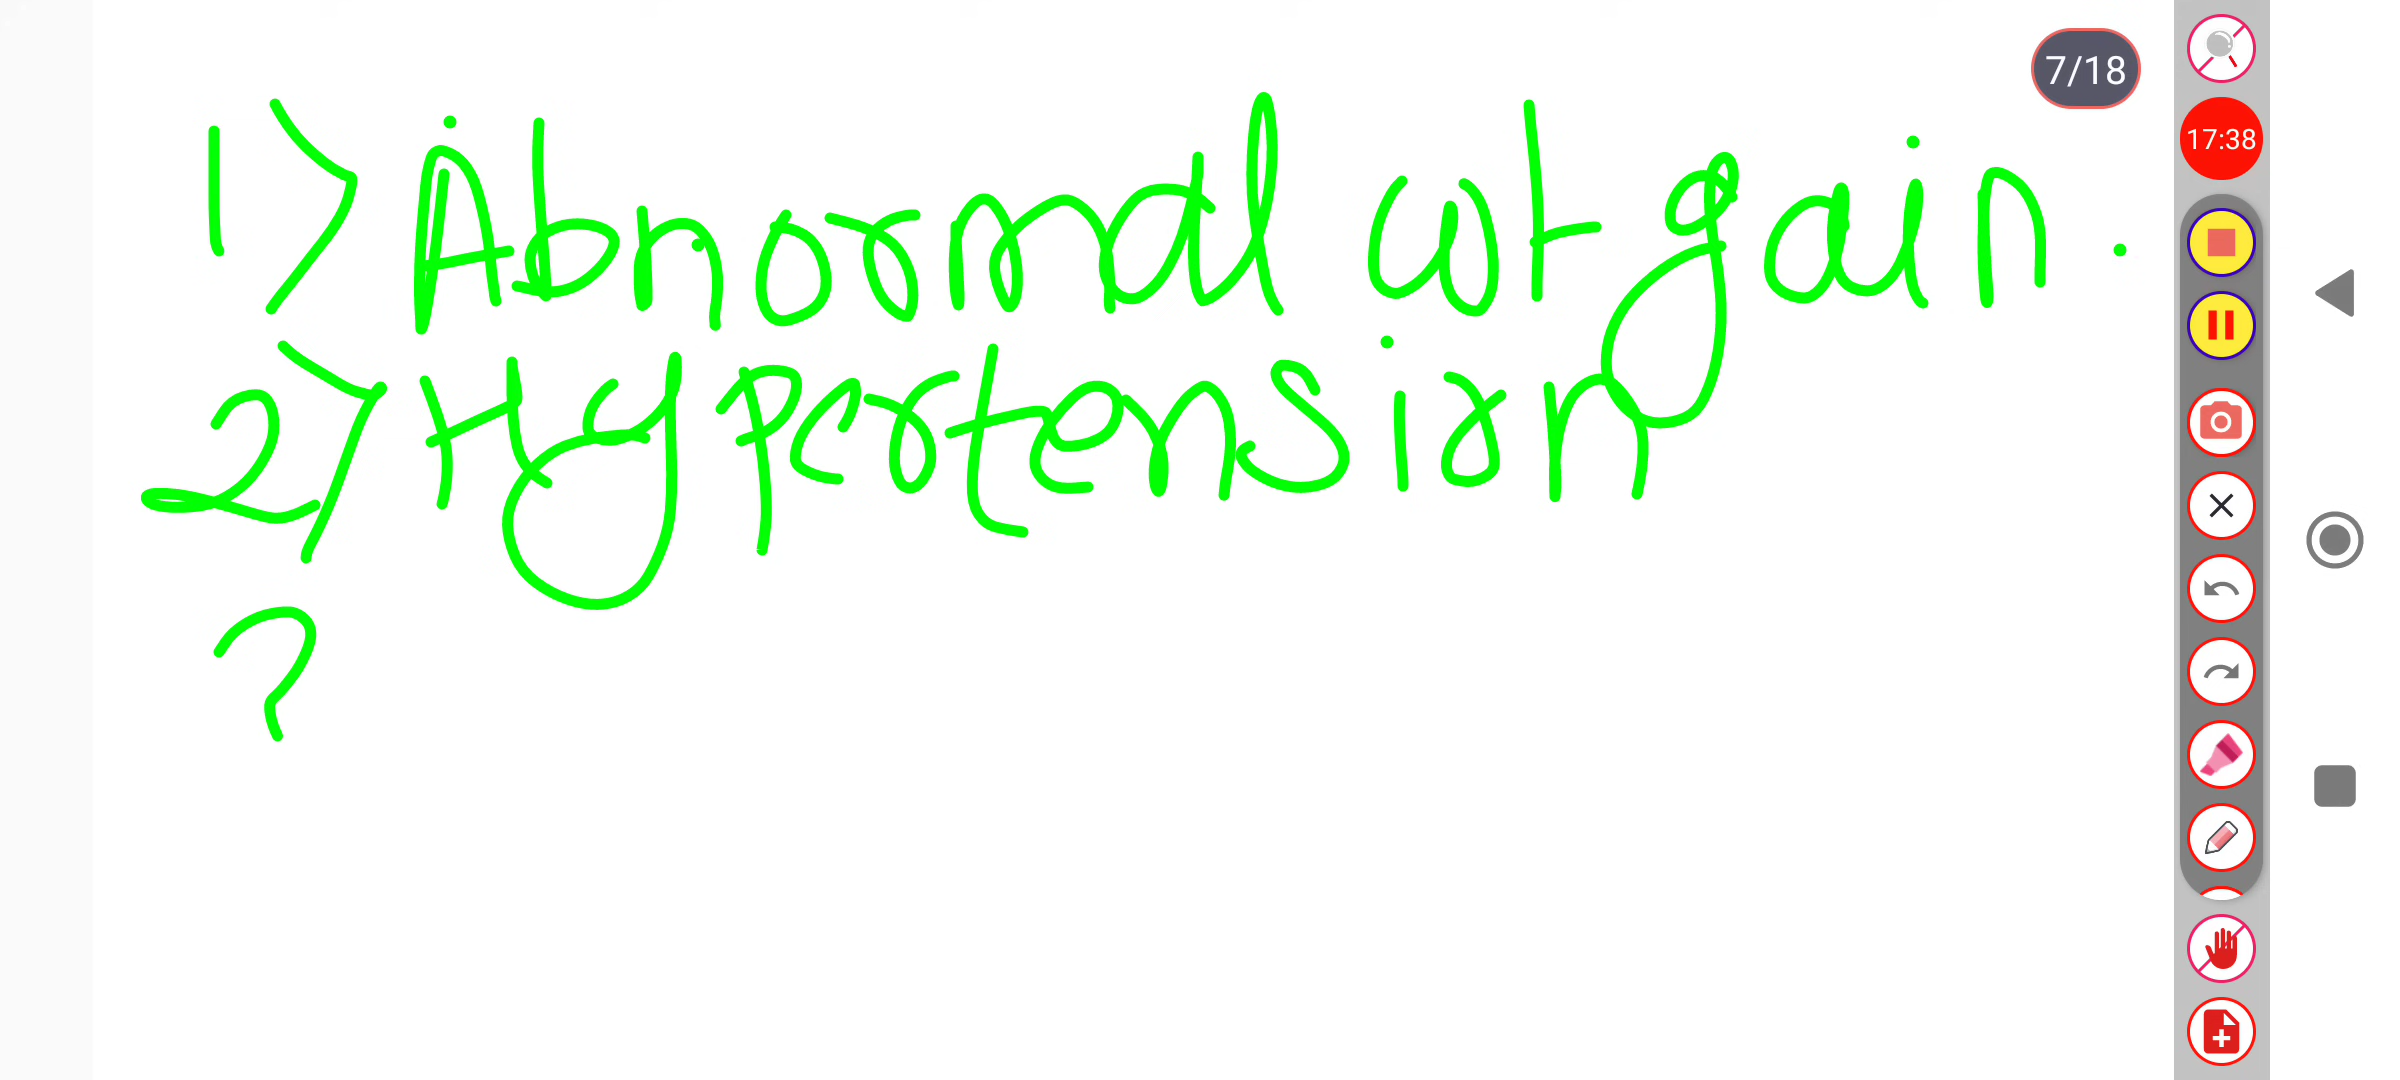 7/18
17:38
1> Abnormal wt gain.
2> Hypertension
?